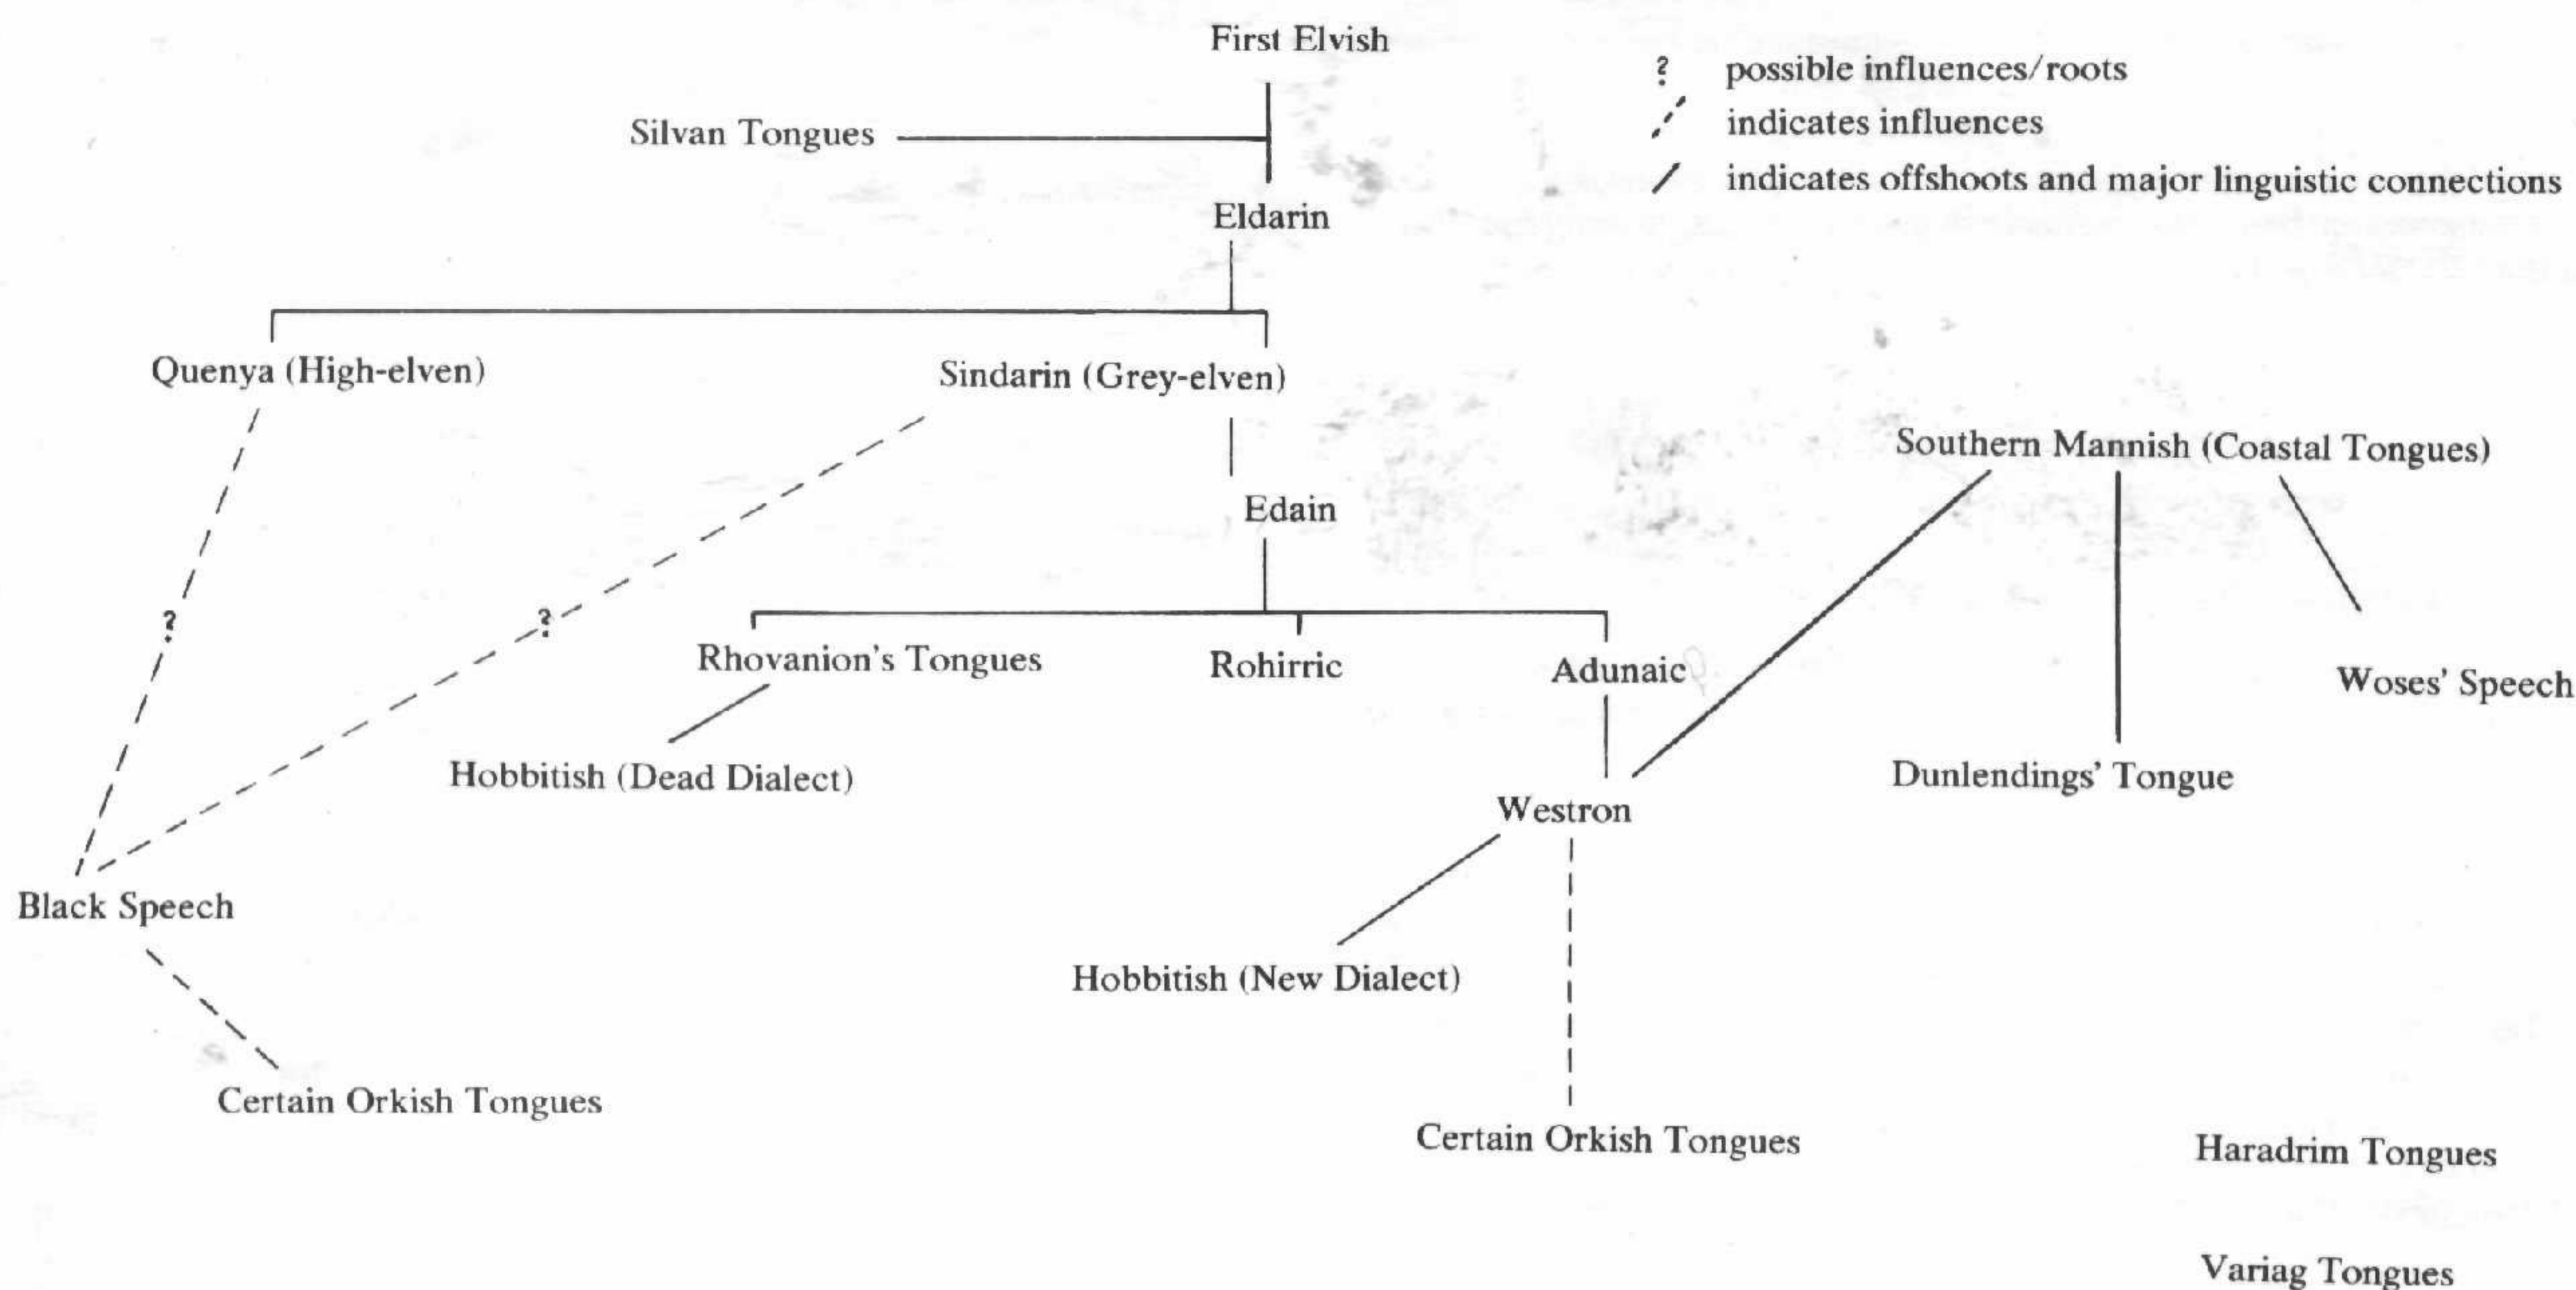 First Elvish
? possible influences/roots
indicates influences
Silvan Tongues
indicates offshoots and major linguistic connections
Eldarin
Quenya (High-elven)
Sindarin (Grey-elven)
Southern Mannish (Coastal Tongues)
Edain
?
?
Rhovanion's Tongues
Rohirric
Adunaic
Woses' Speech
Hobbitish (Dead Dialect)
Dunlendings' Tongue
Westron
Black Speech
Hobbitish (New Dialect)
Certain Orkish Tongues
Certain Orkish Tongues
Haradrim Tongues
Variag Tongues